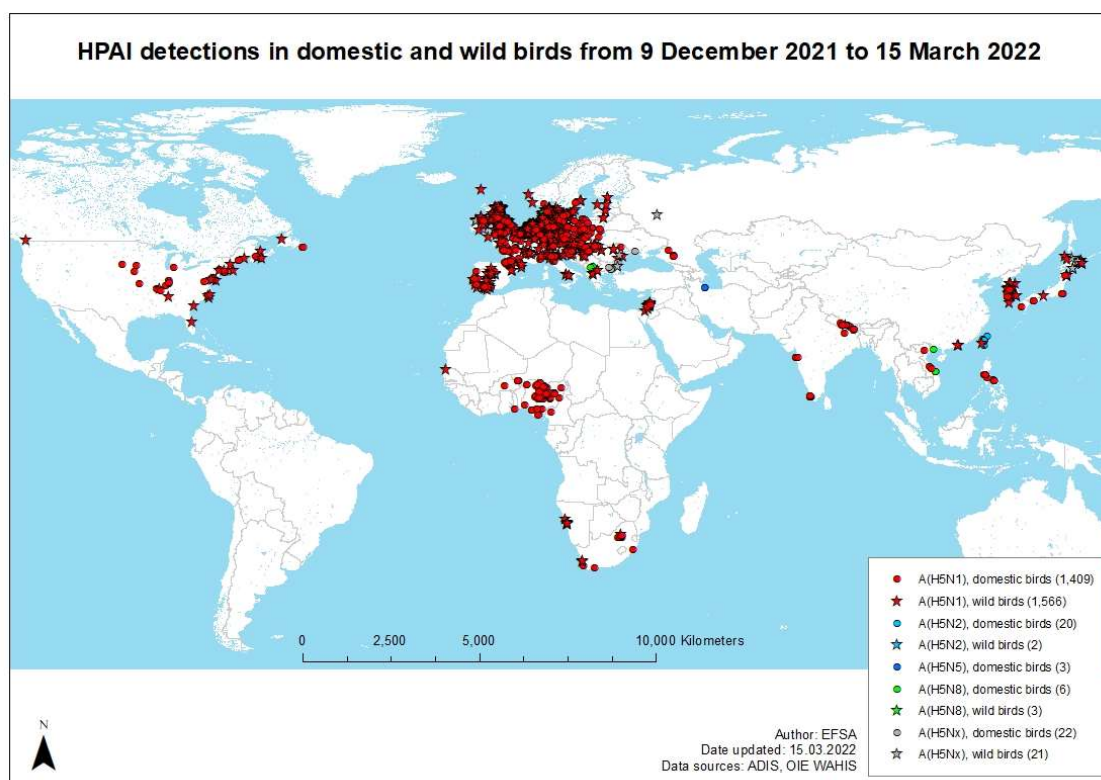 HPAI detections in domestic and wild birds from 9 December 2021 to 15 March 2022
0 2,500 5,000 10,000 Kilometers
A(H5N1), domestic birds (1,409)
A(H5N1), wild birds (1,566)
A(H5N2), domestic birds (20)
A(H5N2), wild birds (2)
A(H5N5), domestic birds (3)
A(H5N8), domestic birds (6)
A(H5N8), wild birds (3)
A(H5Nx), domestic birds (22)
A(H5Nx), wild birds (21)
N
Author: EFSA
Date updated: 15.03.2022
Data sources: ADIS, OIE WAHIS